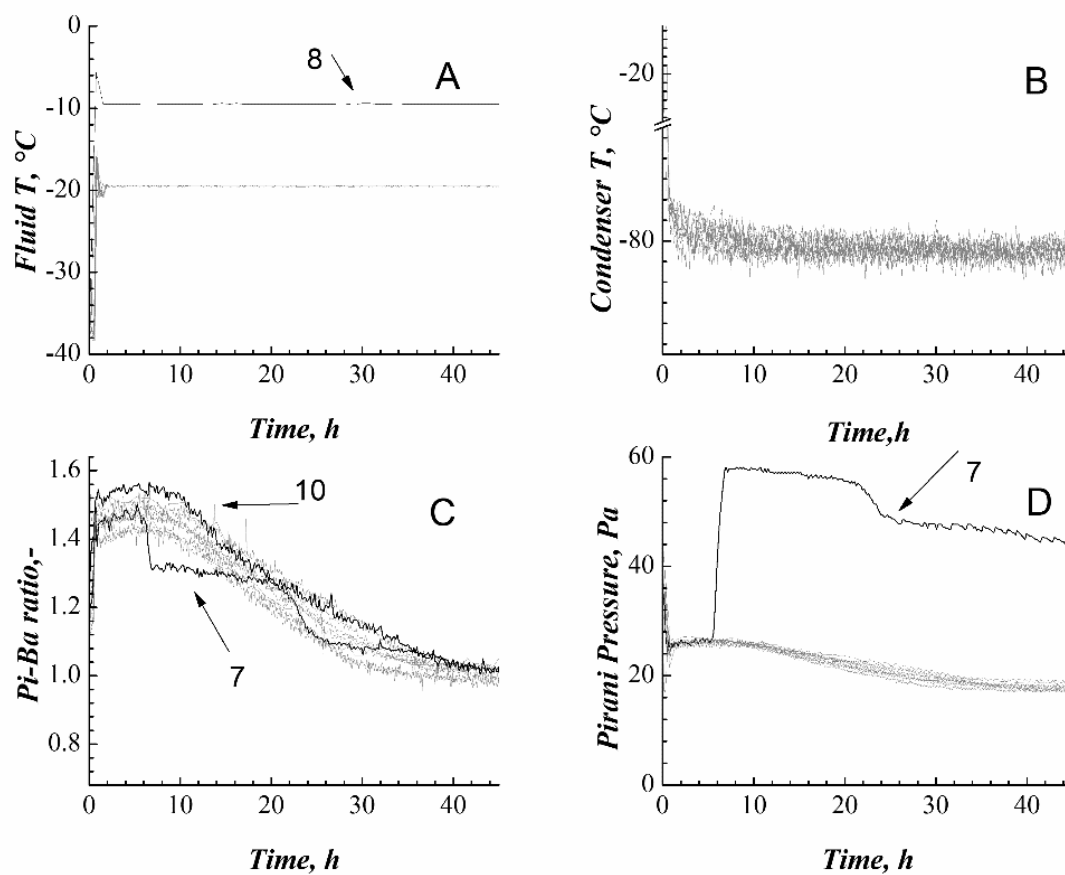 0
-10
-20
-30
-40
Fluid T, °C
8
A
0 10 20 30 40
Time, h
-20
-80
Condenser T, °C
B
0 10 20 30 40
Time,h
1.6
1.4
1.2
1.0
0.8
Pi-Ba ratio,-
10
7
C
0 10 20 30 40
Time, h
60
40
20
0
Pirani Pressure, Pa
7
D
0 10 20 30 40
Time, h